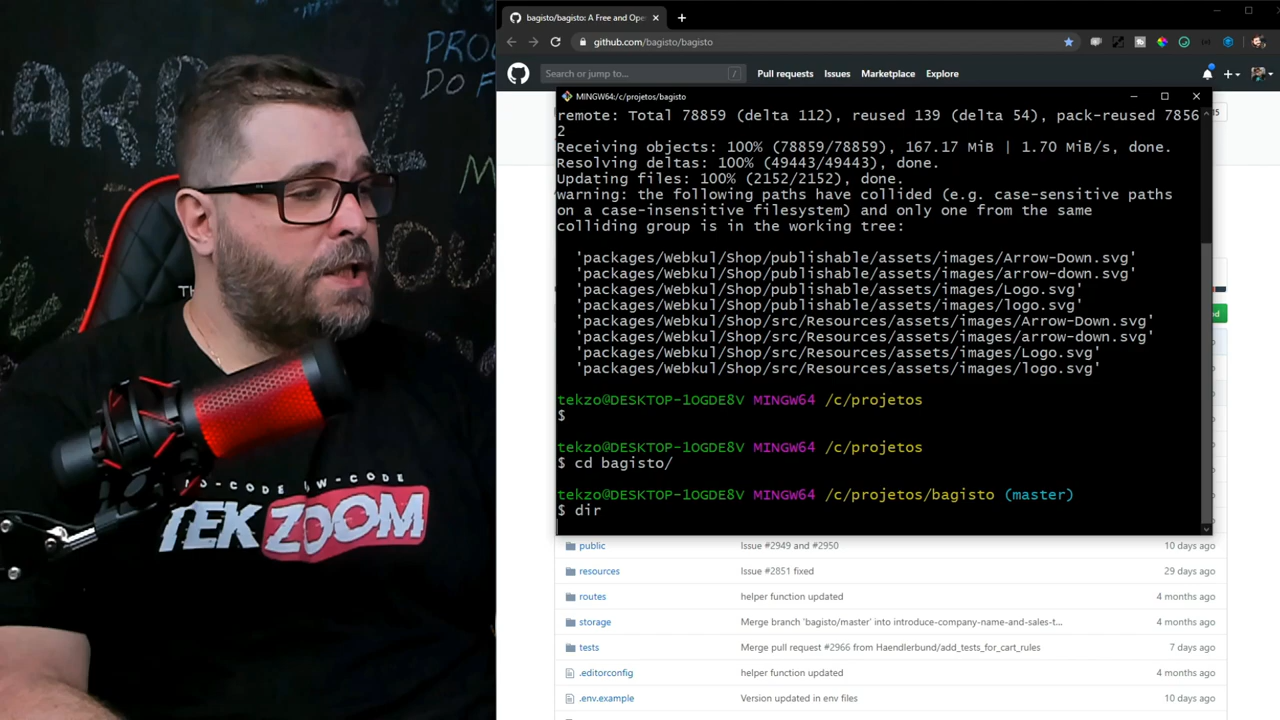 PROC
DO F
M
TH
NO-CODE LOW-CODE
TEKZOOM
bagisto/bagisto: A Free and Ope
github.com/bagisto/bagisto
Search or jump to...
/
Pull requests
Issues
Marketplace
Explore
MINGW64:/c/projetos/bagisto
remote: Total 78859 (delta 112), reused 139 (delta 54), pack-reused 7856
2
Receiving objects: 100% (78859/78859), 167.17 MiB | 1.70 MiB/s, done.
Resolving deltas: 100% (49443/49443), done.
Updating files: 100% (2152/2152), done.
warning: the following paths have collided (e.g. case-sensitive paths
on a case-insensitive filesystem) and only one from the same
colliding group is in the working tree:
'packages/Webkul/Shop/publishable/assets/images/Arrow-Down.svg'
'packages/Webkul/Shop/publishable/assets/images/arrow-down.svg'
'packages/Webkul/Shop/publishable/assets/images/Logo.svg'
'packages/Webkul/Shop/publishable/assets/images/logo.svg'
'packages/Webkul/Shop/src/Resources/assets/images/Arrow-Down.svg'
'packages/Webkul/Shop/src/Resources/assets/images/arrow-down.svg'
'packages/Webkul/Shop/src/Resources/assets/images/Logo.svg'
'packages/Webkul/Shop/src/Resources/assets/images/logo.svg'
tekzo@DESKTOP-1OGDE8V MINGW64 /c/projetos
$
tekzo@DESKTOP-1OGDE8V MINGW64 /c/projetos
$ cd bagisto/
tekzo@DESKTOP-1OGDE8V MINGW64 /c/projetos/bagisto (master)
$ dir
public Issue #2949 and #2950 10 days ago
resources Issue #2851 fixed 29 days ago
routes helper function updated 4 months ago
storage Merge branch 'bagisto/master' into introduce-company-name-and-sales-t... 4 months ago
tests Merge pull request #2966 from Haendlerbund/add_tests_for_cart_rules 7 days ago
.editorconfig helper function updated 4 months ago
.env.example Version updated in env files 10 days ago